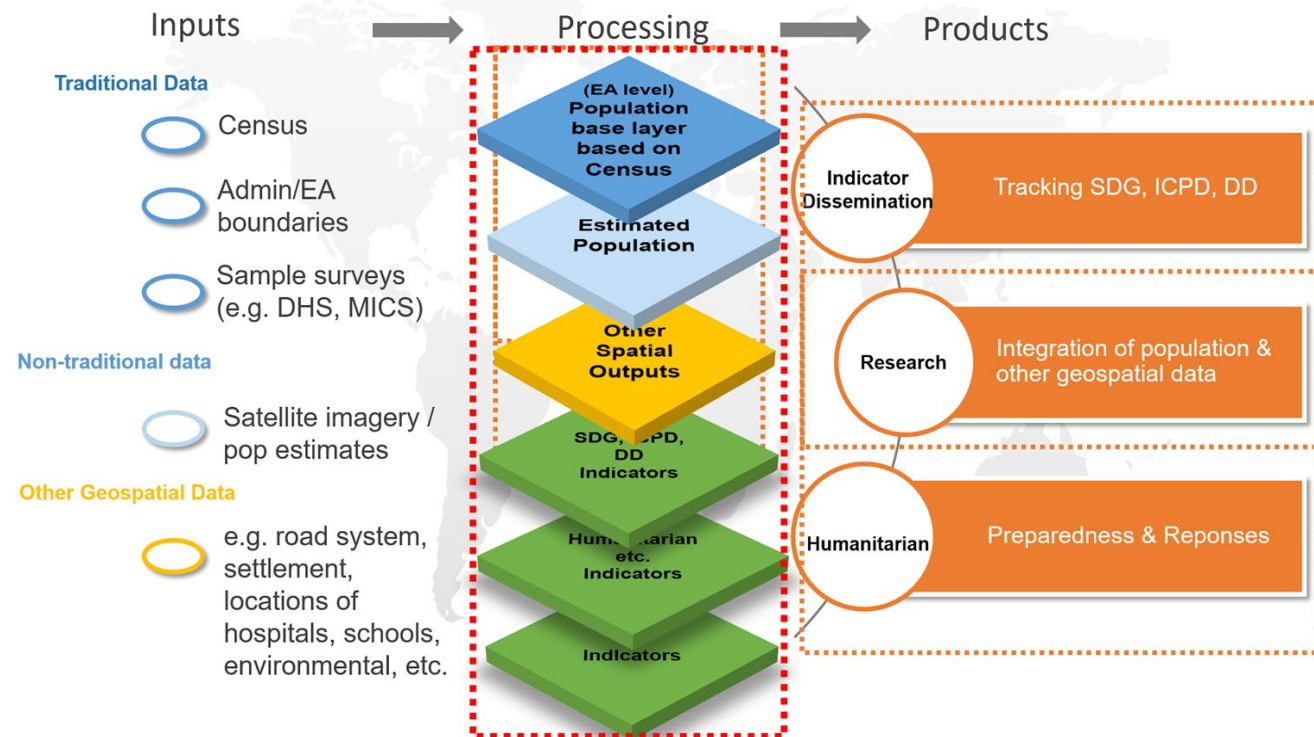 Inputs
Processing
Products
Traditional Data
Census
Admin/EA
boundaries
Sample surveys
(e.g. DHS, MICS)
Non-traditional data
Satellite imagery /
pop estimates
Other Geospatial Data
e.g. road system,
settlement,
locations of
hospitals, schools,
environmental, etc.
(EA level)
Population
base layer
based on
Census
Estimated
Population
Other
Spatial
Outputs
SDG, ICPD,
DD
Indicators
Humanitarian
etc.
Indicators
Indicators
Indicator
Dissemination
Tracking SDG, ICPD, DD
Research
Integration of population &
other geospatial data
Humanitarian
Preparedness & Reponses